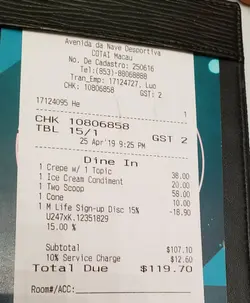 Avenida da Nave Desportiva
COTAI Macau
No. De Cadastro: 250616
Tel:(853)-88068888
Tran_Emp: 17124727, Luo
CHK: 10806858 GST: 2
17124095 He 1
CHK 10806858
TBL 15/1 GST 2
25 Apr'19 9:25 PM
Dine In
1 Crepe w/ 1 Topic 38.00
1 Ice Cream Condiment 20.00
1 Two Scoop 58.00
1 Cone 10.00
1 M Life Sign-up Disc 15% -18.90
U247xK.12351829
15.00 %
Subtotal $107.10
10% Service Charge $12.60
Total Due $119.70
Room#/ACC: